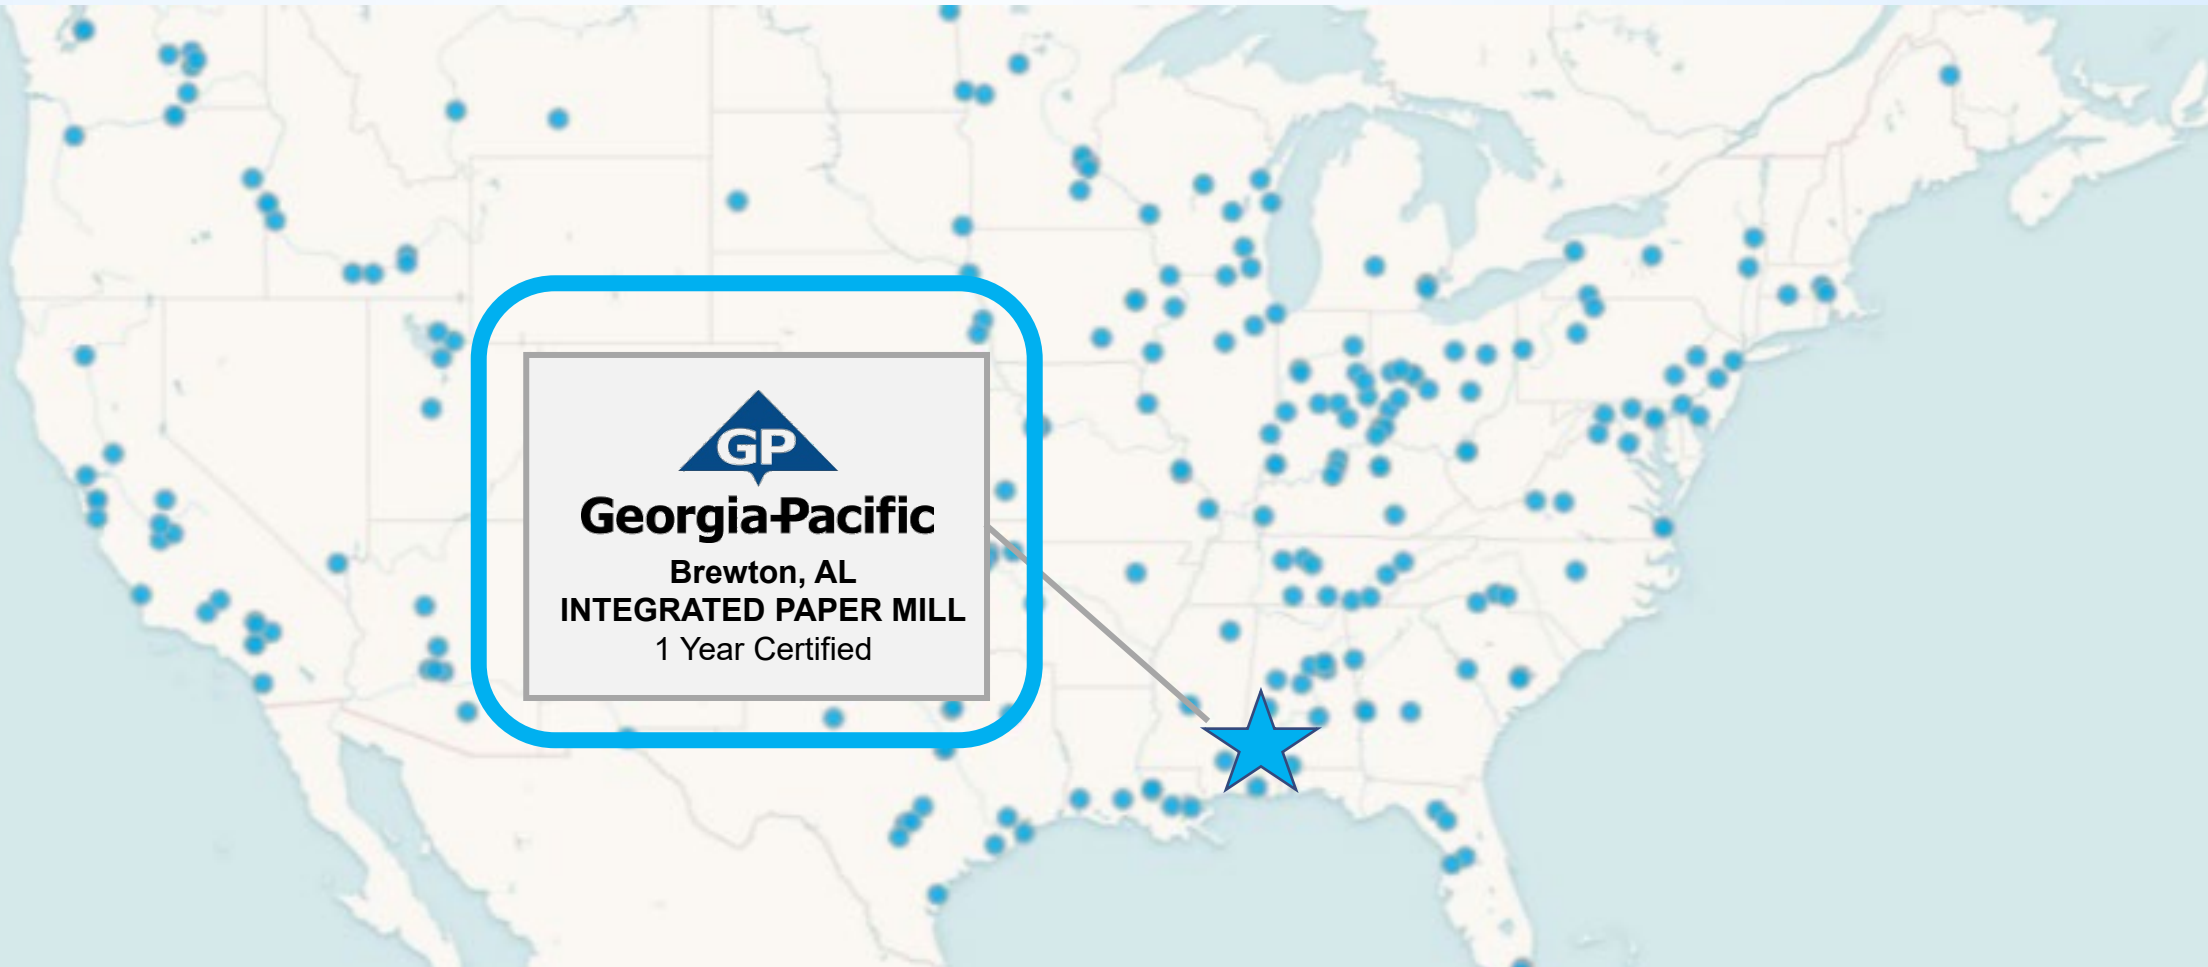 GP
Georgia-Pacific
Brewton, AL
INTEGRATED PAPER MILL
1 Year Certified